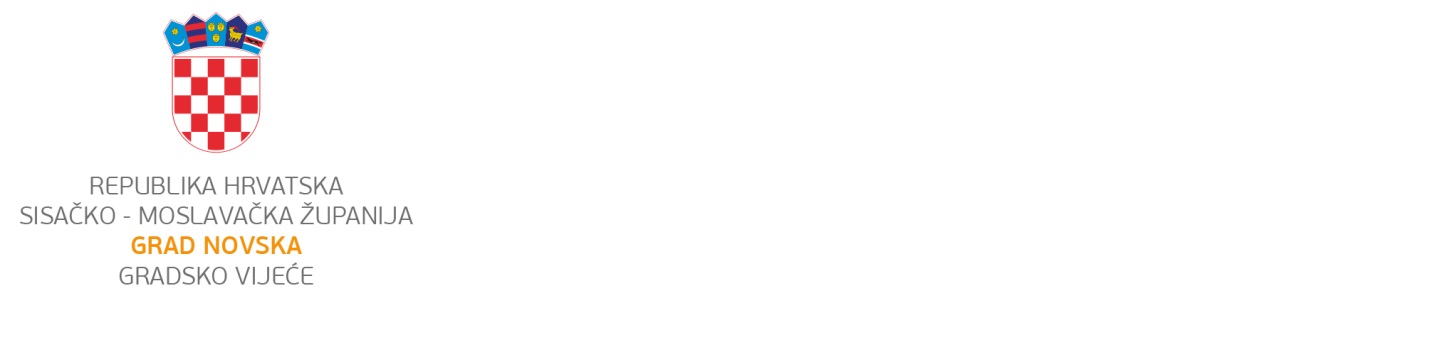 REPUBLIKA HRVATSKA
SISAČKO - MOSLAVAČKA ŽUPANIJA
GRAD NOVSKA
GRADSKO VIJEĆE